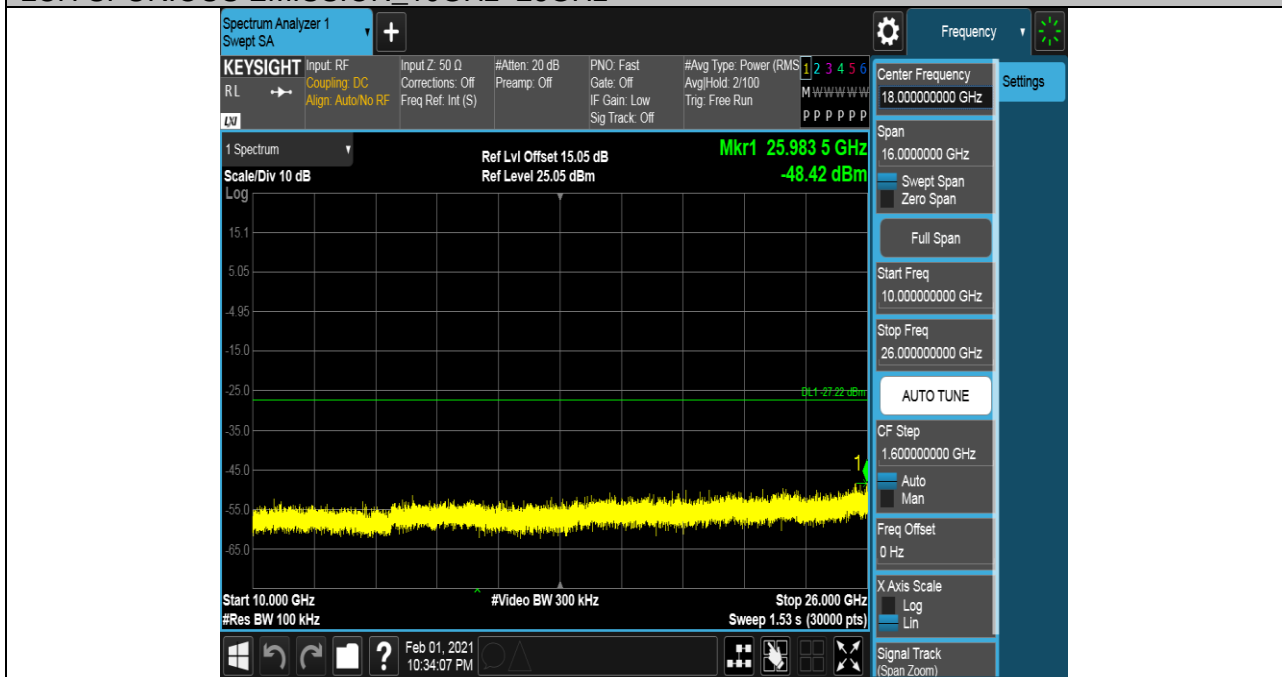 Spectrum Analyzer 1
Swept SA
Frequency
KEYSIGHT
RL
LXI
Input: RF
Coupling: DC
Align: Auto/No RF
Input Z: 50 Ω
Corrections: Off
Freq Ref: Int (S)
#Atten: 20 dB
Preamp: Off
PNO: Fast
Gate: Off
IF Gain: Low
Sig Track: Off
#Avg Type: Power (RMS
Avg|Hold: 2/100
Trig: Free Run
1 2 3 4 5 6
M W W W W W
P P P P P P
1 Spectrum
Scale/Div 10 dB
Log
Ref Lvl Offset 15.05 dB
Ref Level 25.05 dBm
Mkr1 25.983 5 GHz
-48.42 dBm
15.1
5.05
-4.95
-15.0
-25.0
DL1 -27.22 dBm
-35.0
-45.0
1
-55.0
-65.0
Start 10.000 GHz
#Res BW 100 kHz
#Video BW 300 kHz
Stop 26.000 GHz
Sweep 1.53 s (30000 pts)
Feb 01, 2021
10:34:07 PM
Center Frequency
18.000000000 GHz
Settings
Span
16.0000000 GHz
Swept Span
Zero Span
Full Span
Start Freq
10.000000000 GHz
Stop Freq
26.000000000 GHz
AUTO TUNE
CF Step
1.600000000 GHz
Auto
Man
Freq Offset
0 Hz
X Axis Scale
Log
Lin
Signal Track
(Span Zoom)